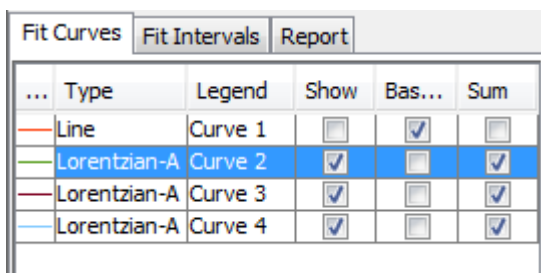 Fit Curves Fit Intervals Report
... Type Legend Show Bas... Sum
Line Curve 1
Lorentzian-A Curve 2
Lorentzian-A Curve 3
Lorentzian-A Curve 4